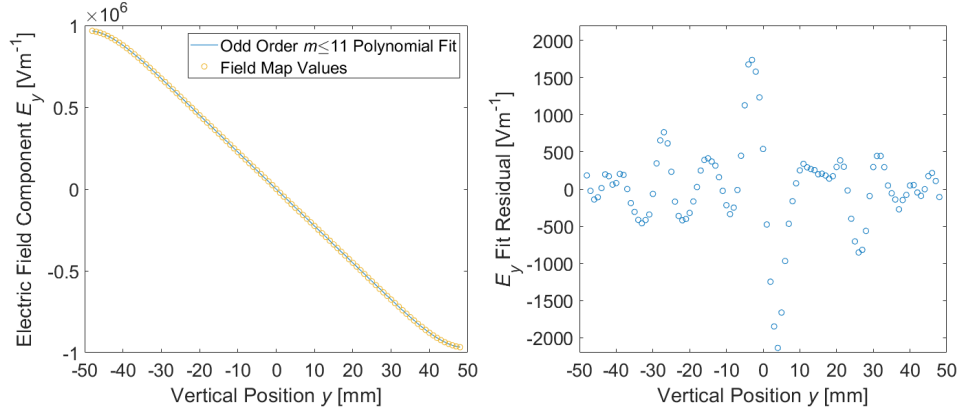 ×10⁶
Electric Field Component E_y [Vm⁻¹]
1
0.5
0
-0.5
-1
Odd Order m≤11 Polynomial Fit
Field Map Values
-50 -40 -30 -20 -10 0 10 20 30 40 50
Vertical Position y [mm]
E_y Fit Residual [Vm⁻¹]
2000
1500
1000
500
0
-500
-1000
-1500
-2000
-50 -40 -30 -20 -10 0 10 20 30 40 50
Vertical Position y [mm]